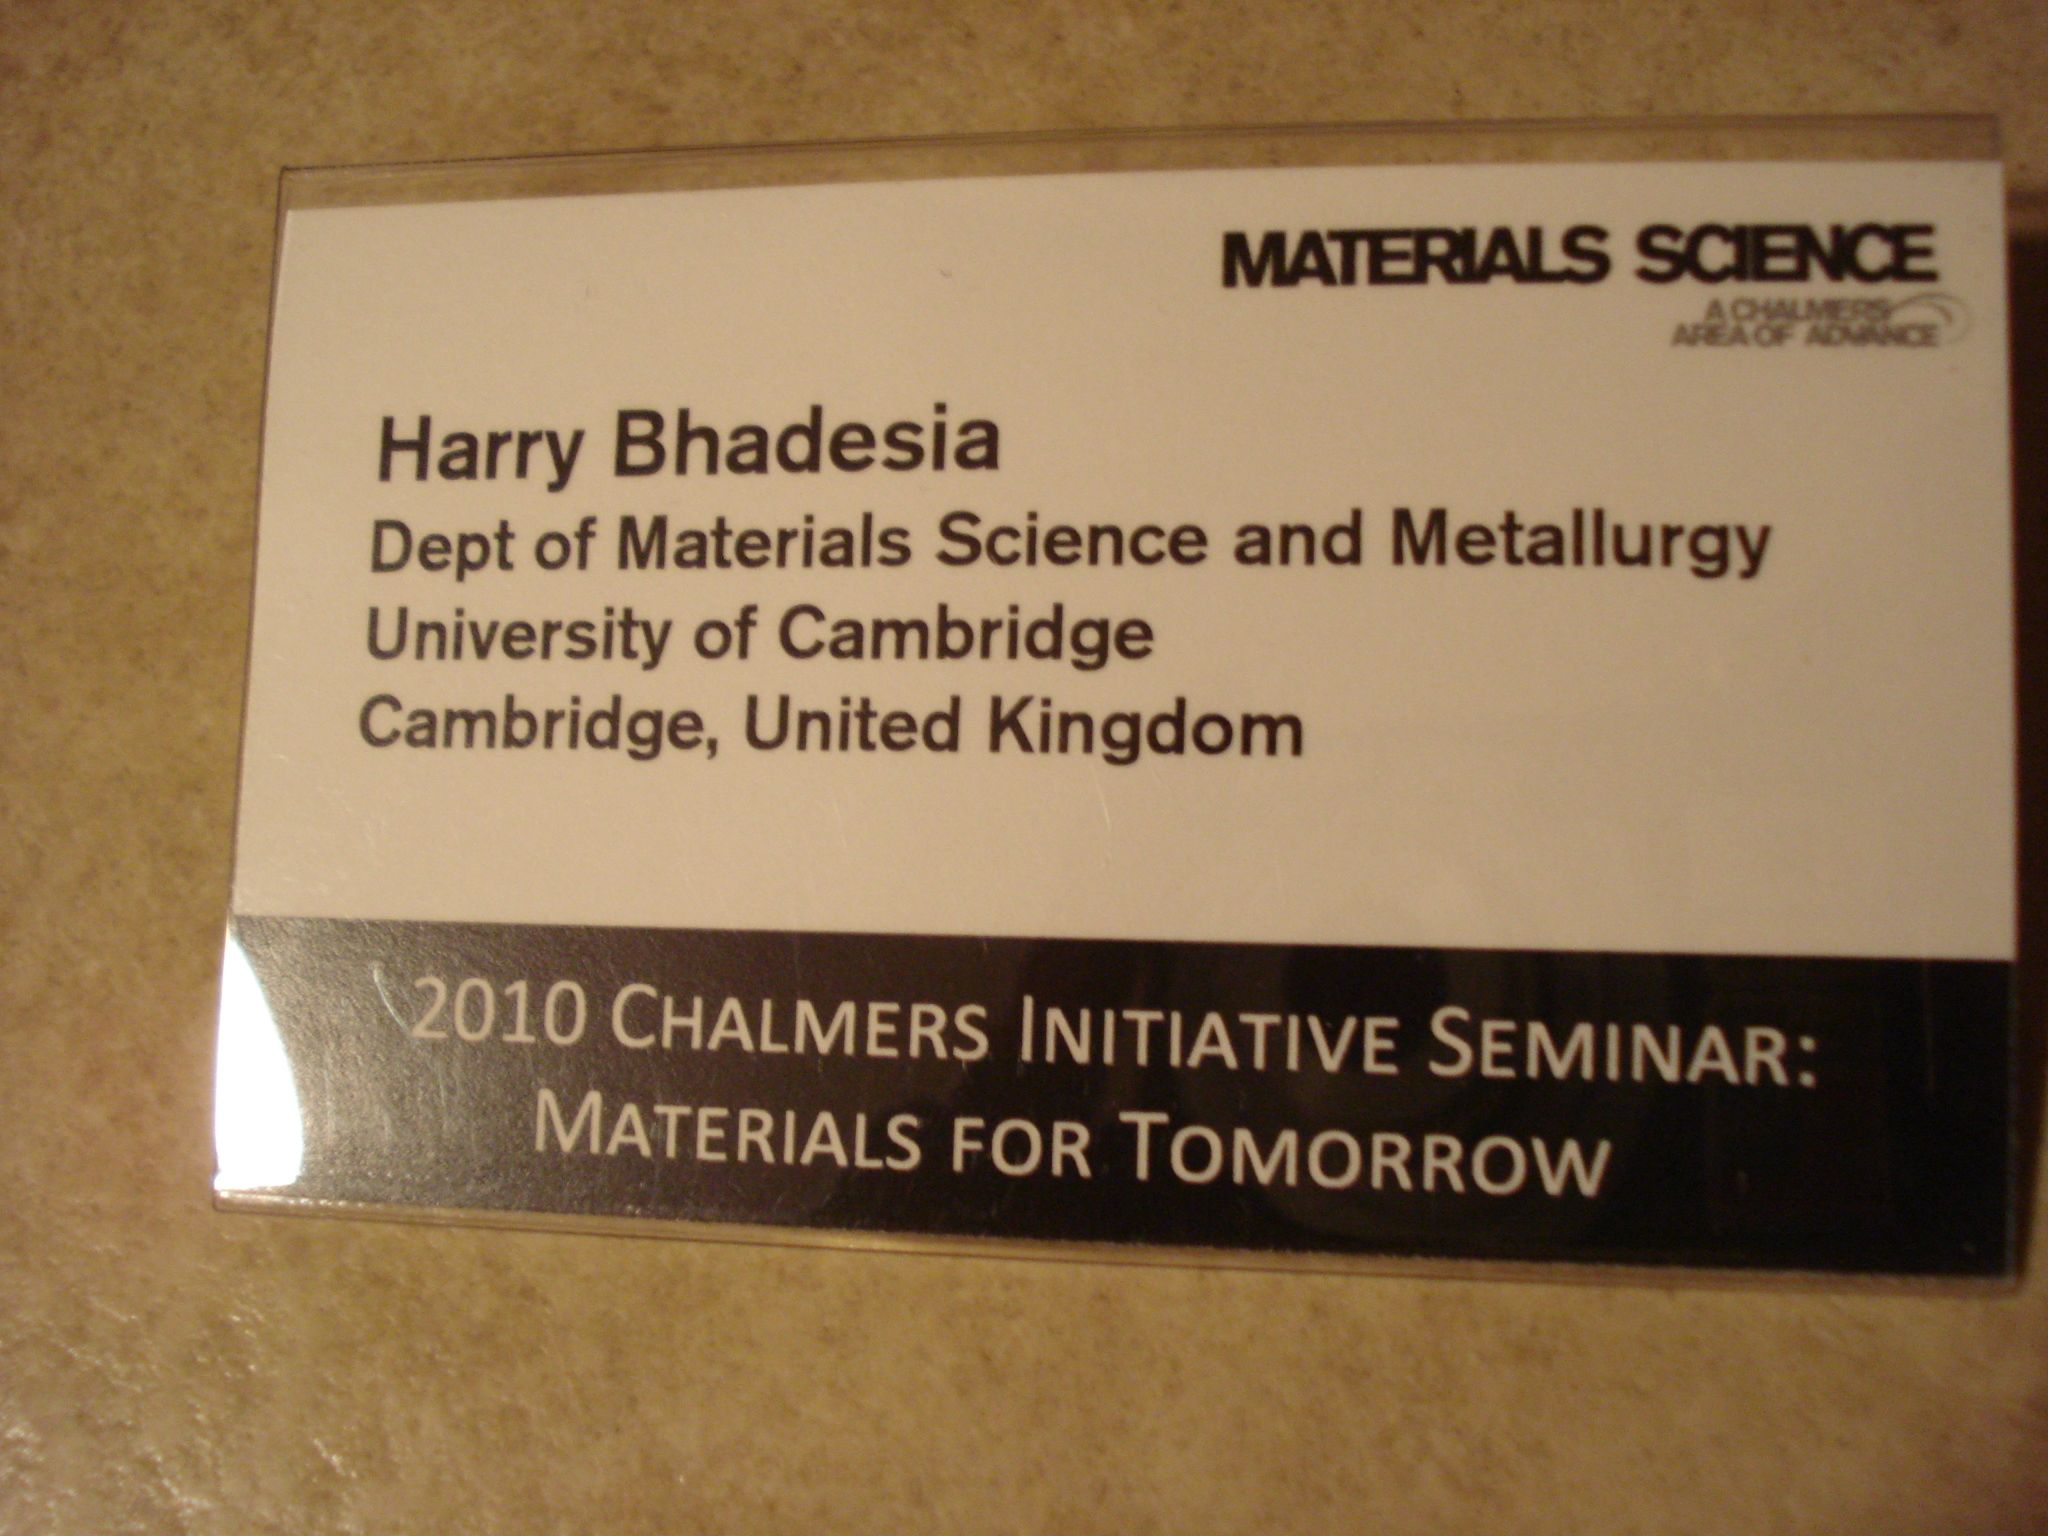 MATERIALS SCIENCE
A CHALMERS
AREA OF ADVANCE
Harry Bhadesia
Dept of Materials Science and Metallurgy
University of Cambridge
Cambridge, United Kingdom
2010 CHALMERS INITIATIVE SEMINAR:
MATERIALS FOR TOMORROW